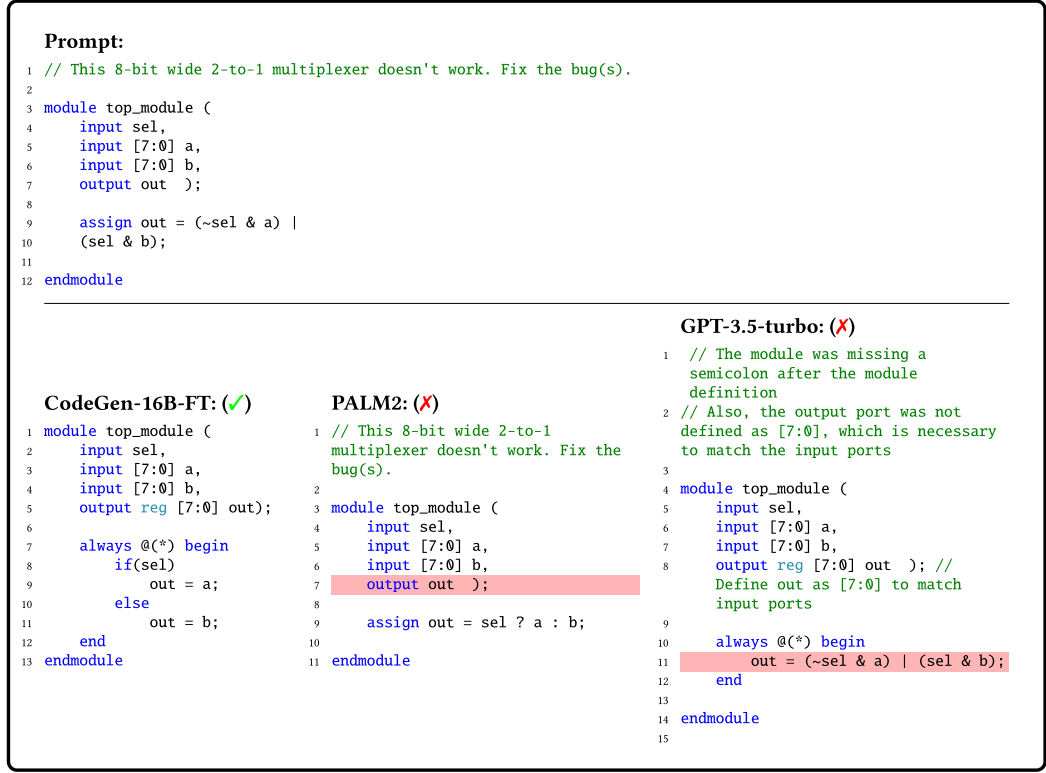 Prompt:
1 // This 8-bit wide 2-to-1 multiplexer doesn't work. Fix the bug(s).
2
3 module top_module (
4     input sel,
5     input [7:0] a,
6     input [7:0] b,
7     output out  );
8
9     assign out = (~sel & a) |
10     (sel & b);
11
12 endmodule
CodeGen-16B-FT: (✓)
1 module top_module (
2     input sel,
3     input [7:0] a,
4     input [7:0] b,
5     output reg [7:0] out);
6
7     always @(*) begin
8         if(sel)
9             out = a;
10         else
11             out = b;
12     end
13 endmodule
PALM2: (✗)
1 // This 8-bit wide 2-to-1
multiplexer doesn't work. Fix the
bug(s).
2
3 module top_module (
4     input sel,
5     input [7:0] a,
6     input [7:0] b,
7     output out  );
8
9     assign out = sel ? a : b;
10
11 endmodule
GPT-3.5-turbo: (✗)
1 // The module was missing a
semicolon after the module
definition
2 // Also, the output port was not
defined as [7:0], which is necessary
to match the input ports
3
4 module top_module (
5     input sel,
6     input [7:0] a,
7     input [7:0] b,
8     output reg [7:0] out  ); //
Define out as [7:0] to match
input ports
9
10     always @(*) begin
11         out = (~sel & a) | (sel & b);
12     end
13
14 endmodule
15